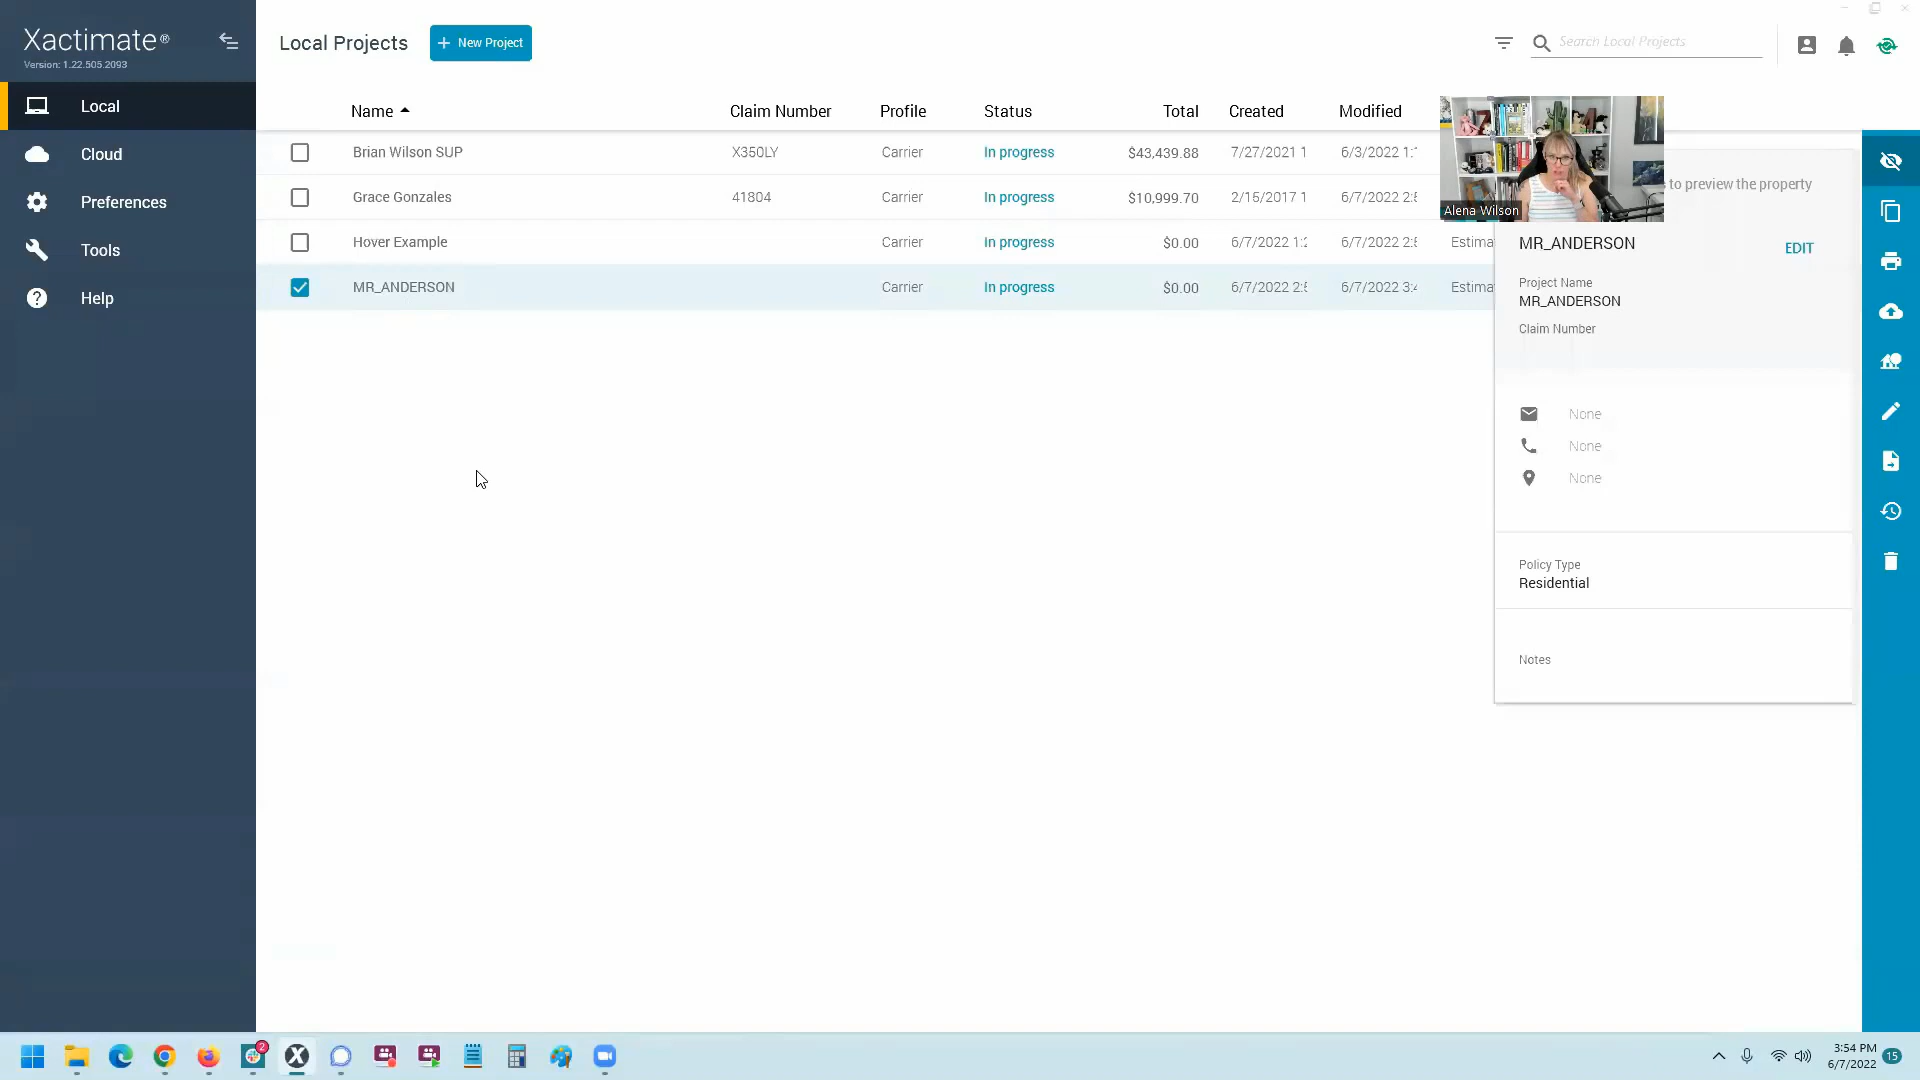 Xactimate®
Version: 1.22.505.2093
Local
Cloud
Preferences
Tools
Help
Local Projects
+ New Project
Search Local Projects
Name Claim Number Profile Status Total Created Modified
Brian Wilson SUP X350LY Carrier In progress $43,439.88 7/27/2021 1 6/3/2022 1:
Grace Gonzales 41804 Carrier In progress $10,999.70 2/15/2017 1 6/7/2022 2:
Hover Example Carrier In progress $0.00 6/7/2022 1: 6/7/2022 2: Estima
MR_ANDERSON Carrier In progress $0.00 6/7/2022 2: 6/7/2022 3: Estima
Alena Wilson
to preview the property
MR_ANDERSON
EDIT
Project Name
MR_ANDERSON
Claim Number
None
None
None
Policy Type
Residential
Notes
2
X
3:54 PM
6/7/2022
15